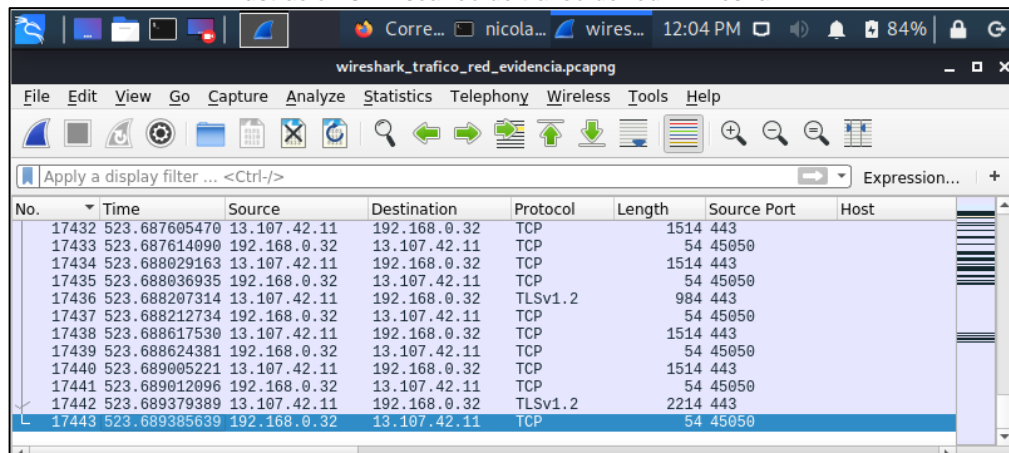 Corre... nicola... wires... 12:04 PM 84%
wireshark_trafico_red_evidencia.pcapng
File Edit View Go Capture Analyze Statistics Telephony Wireless Tools Help
Apply a display filter ... <Ctrl-/> Expression... +
No. Time Source Destination Protocol Length Source Port Host
17432 523.687605470 13.107.42.11 192.168.0.32 TCP 1514 443
17433 523.687614090 192.168.0.32 13.107.42.11 TCP 54 45050
17434 523.688029163 13.107.42.11 192.168.0.32 TCP 1514 443
17435 523.688036935 192.168.0.32 13.107.42.11 TCP 54 45050
17436 523.688207314 13.107.42.11 192.168.0.32 TLSv1.2 984 443
17437 523.688212734 192.168.0.32 13.107.42.11 TCP 54 45050
17438 523.688617530 13.107.42.11 192.168.0.32 TCP 1514 443
17439 523.688624381 192.168.0.32 13.107.42.11 TCP 54 45050
17440 523.689005221 13.107.42.11 192.168.0.32 TCP 1514 443
17441 523.689012096 192.168.0.32 13.107.42.11 TCP 54 45050
17442 523.689379389 13.107.42.11 192.168.0.32 TLSv1.2 2214 443
17443 523.689385639 192.168.0.32 13.107.42.11 TCP 54 45050